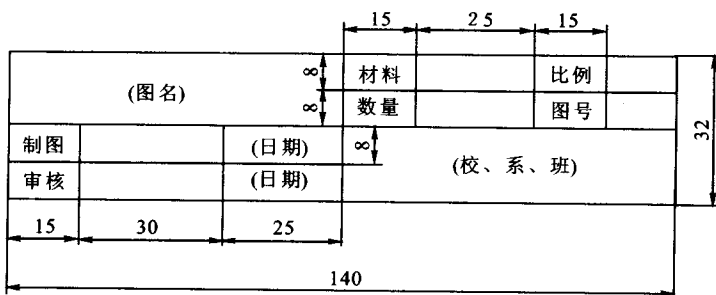 15 25 15
(图名) 8 材料 比例
8 数量 图号
32
制图 (日期) 8 (校、系、班)
审核 (日期)
15 30 25
140